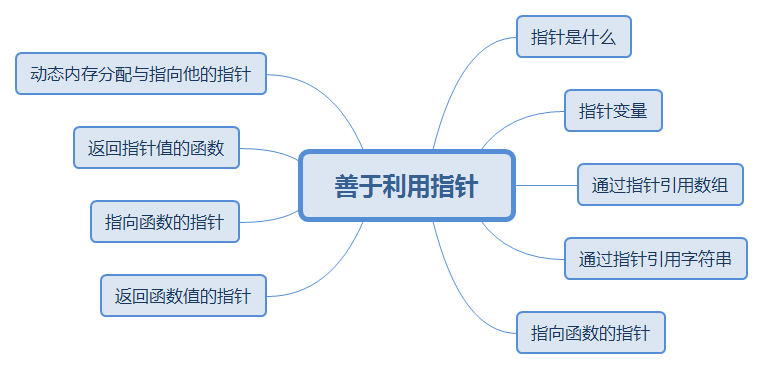 指针是什么
动态内存分配与指向他的指针
指针变量
返回指针值的函数
善于利用指针
通过指针引用数组
指向函数的指针
通过指针引用字符串
返回函数值的指针
指向函数的指针